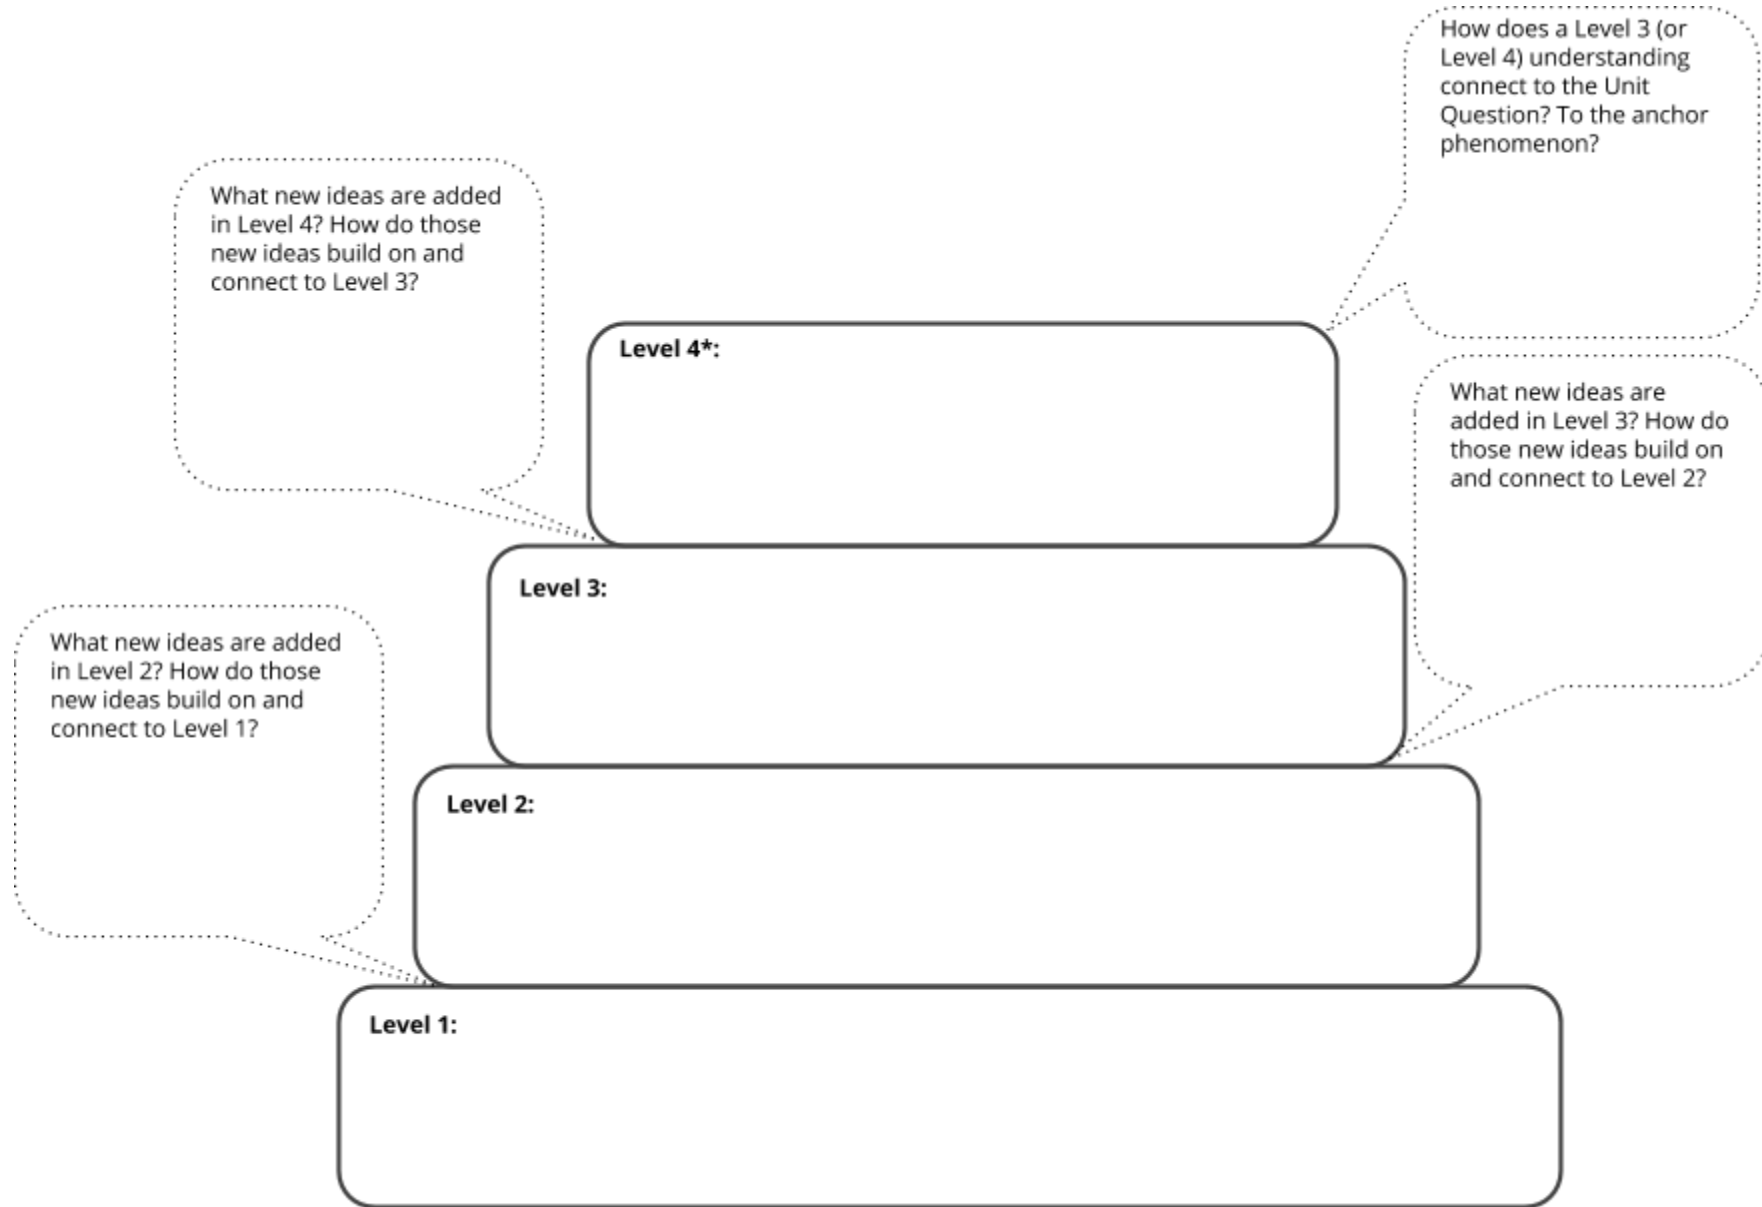 How does a Level 3 (or
Level 4) understanding
connect to the Unit
Question? To the anchor
phenomenon?
What new ideas are added
in Level 4? How do those
new ideas build on and
connect to Level 3?
Level 4*:
What new ideas are
added in Level 3? How do
those new ideas build on
and connect to Level 2?
Level 3:
What new ideas are added
in Level 2? How do those
new ideas build on and
connect to Level 1?
Level 2:
Level 1: